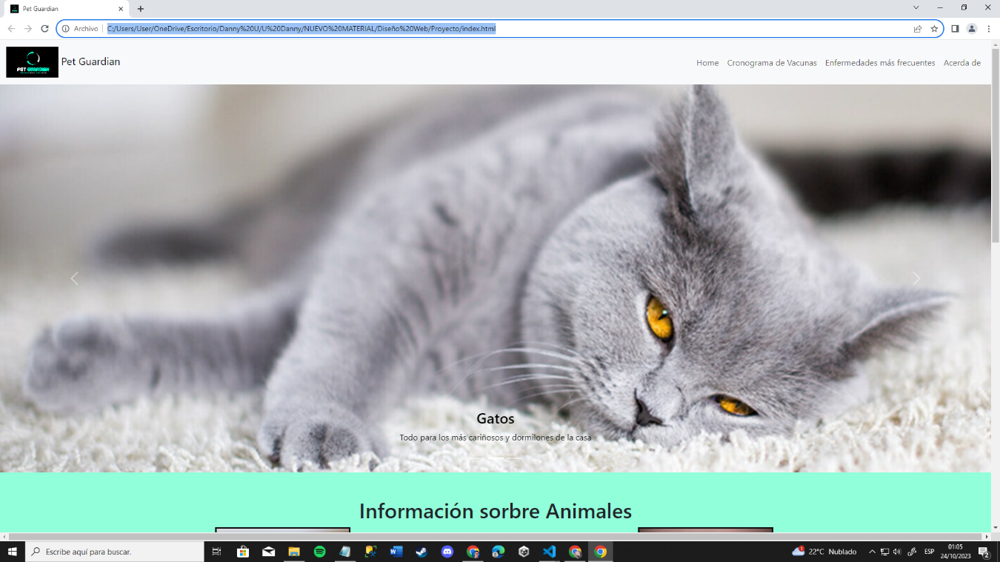 Pet Guardian
Archivo
C:/Users/User/OneDrive/Escritorio/Danny%20U/U%20Danny/NUEVO%20MATERIAL/Diseño%20Web/Proyecto/index.html
PET GUARDIAN
Pet Guardian
Home
Cronograma de Vacunas
Enfermedades más frecuentes
Acerda de
Gatos
Todo para los más cariñosos y dormilones de la casa
Información sorbre Animales
Escribe aquí para buscar.
1
22°C Nublado
ESP
01:05
24/10/2023
2